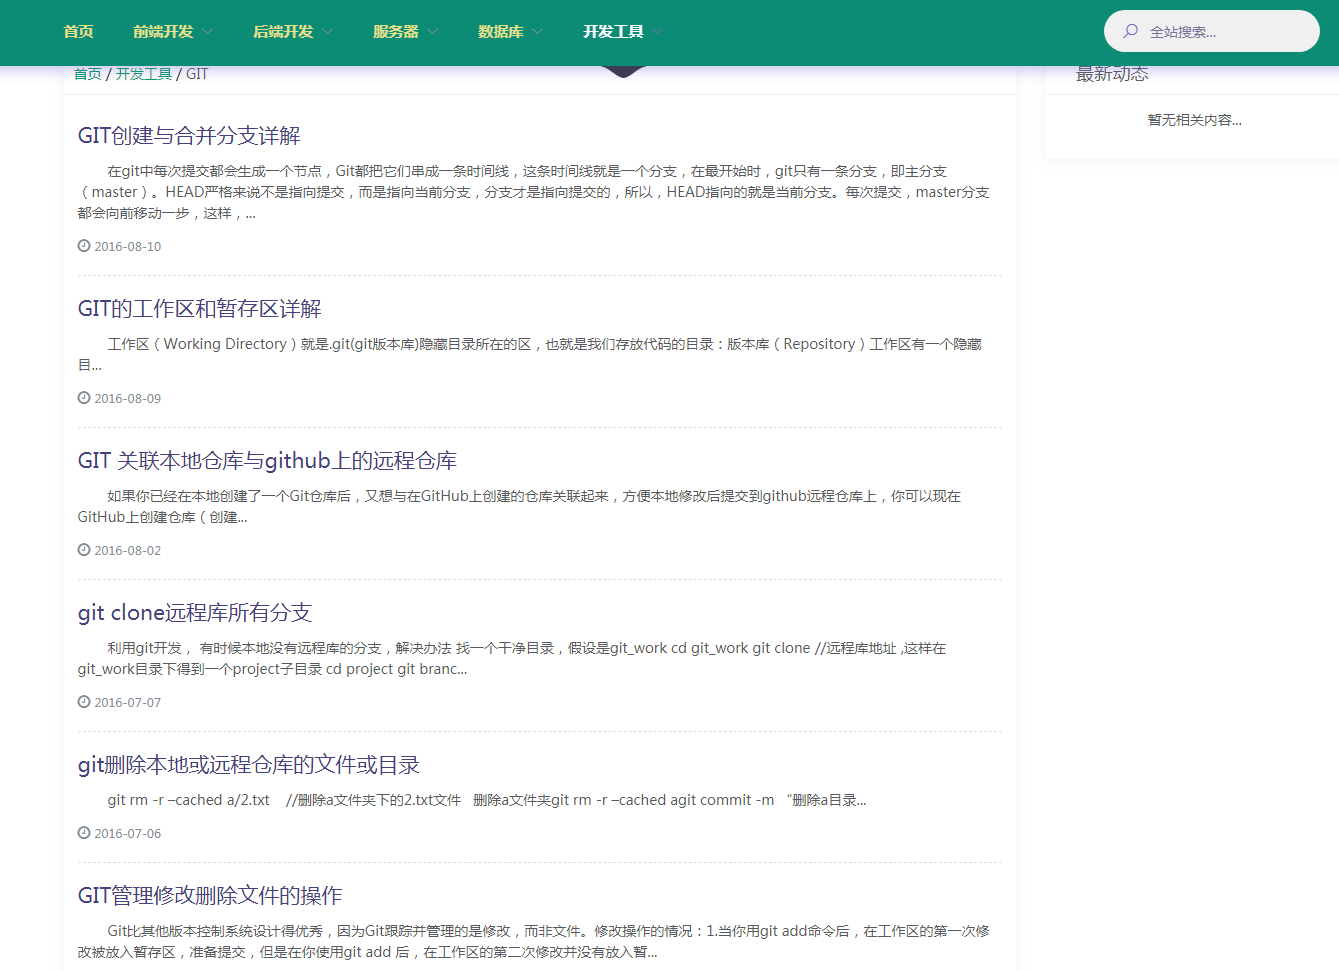 首页 前端开发 后端开发 服务器 数据库 开发工具 全站搜索...
首页 / 开发工具 / GIT
最新动态
暂无相关内容...
GIT创建与合并分支详解
在git中每次提交都会生成一个节点，Git都把它们串成一条时间线，这条时间线就是一个分支，在最开始时，git只有一条分支，即主分支
（master）。HEAD严格来说不是指向提交，而是指向当前分支，分支才是指向提交的，所以，HEAD指向的就是当前分支。每次提交，master分支
都会向前移动一步，这样，...
2016-08-10
GIT的工作区和暂存区详解
工作区（Working Directory）就是.git(git版本库)隐藏目录所在的区，也就是我们存放代码的目录：版本库（Repository）工作区有一个隐藏
目...
2016-08-09
GIT 关联本地仓库与github上的远程仓库
如果你已经在本地创建了一个Git仓库后，又想与在GitHub上创建的仓库关联起来，方便本地修改后提交到github远程仓库上，你可以现在
GitHub上创建仓库（创建...
2016-08-02
git clone远程库所有分支
利用git开发， 有时候本地没有远程库的分支，解决办法 找一个干净目录，假设是git_work cd git_work git clone //远程库地址 ,这样在
git_work目录下得到一个project子目录 cd project git branc...
2016-07-07
git删除本地或远程仓库的文件或目录
git rm -r –cached a/2.txt //删除a文件夹下的2.txt文件 删除a文件夹git rm -r –cached agit commit -m “删除a目录...
2016-07-06
GIT管理修改删除文件的操作
Git比其他版本控制系统设计得优秀，因为Git跟踪并管理的是修改，而非文件。修改操作的情况：1.当你用git add命令后，在工作区的第一次修
改被放入暂存区，准备提交，但是在你使用git add 后，在工作区的第二次修改并没有放入暂...